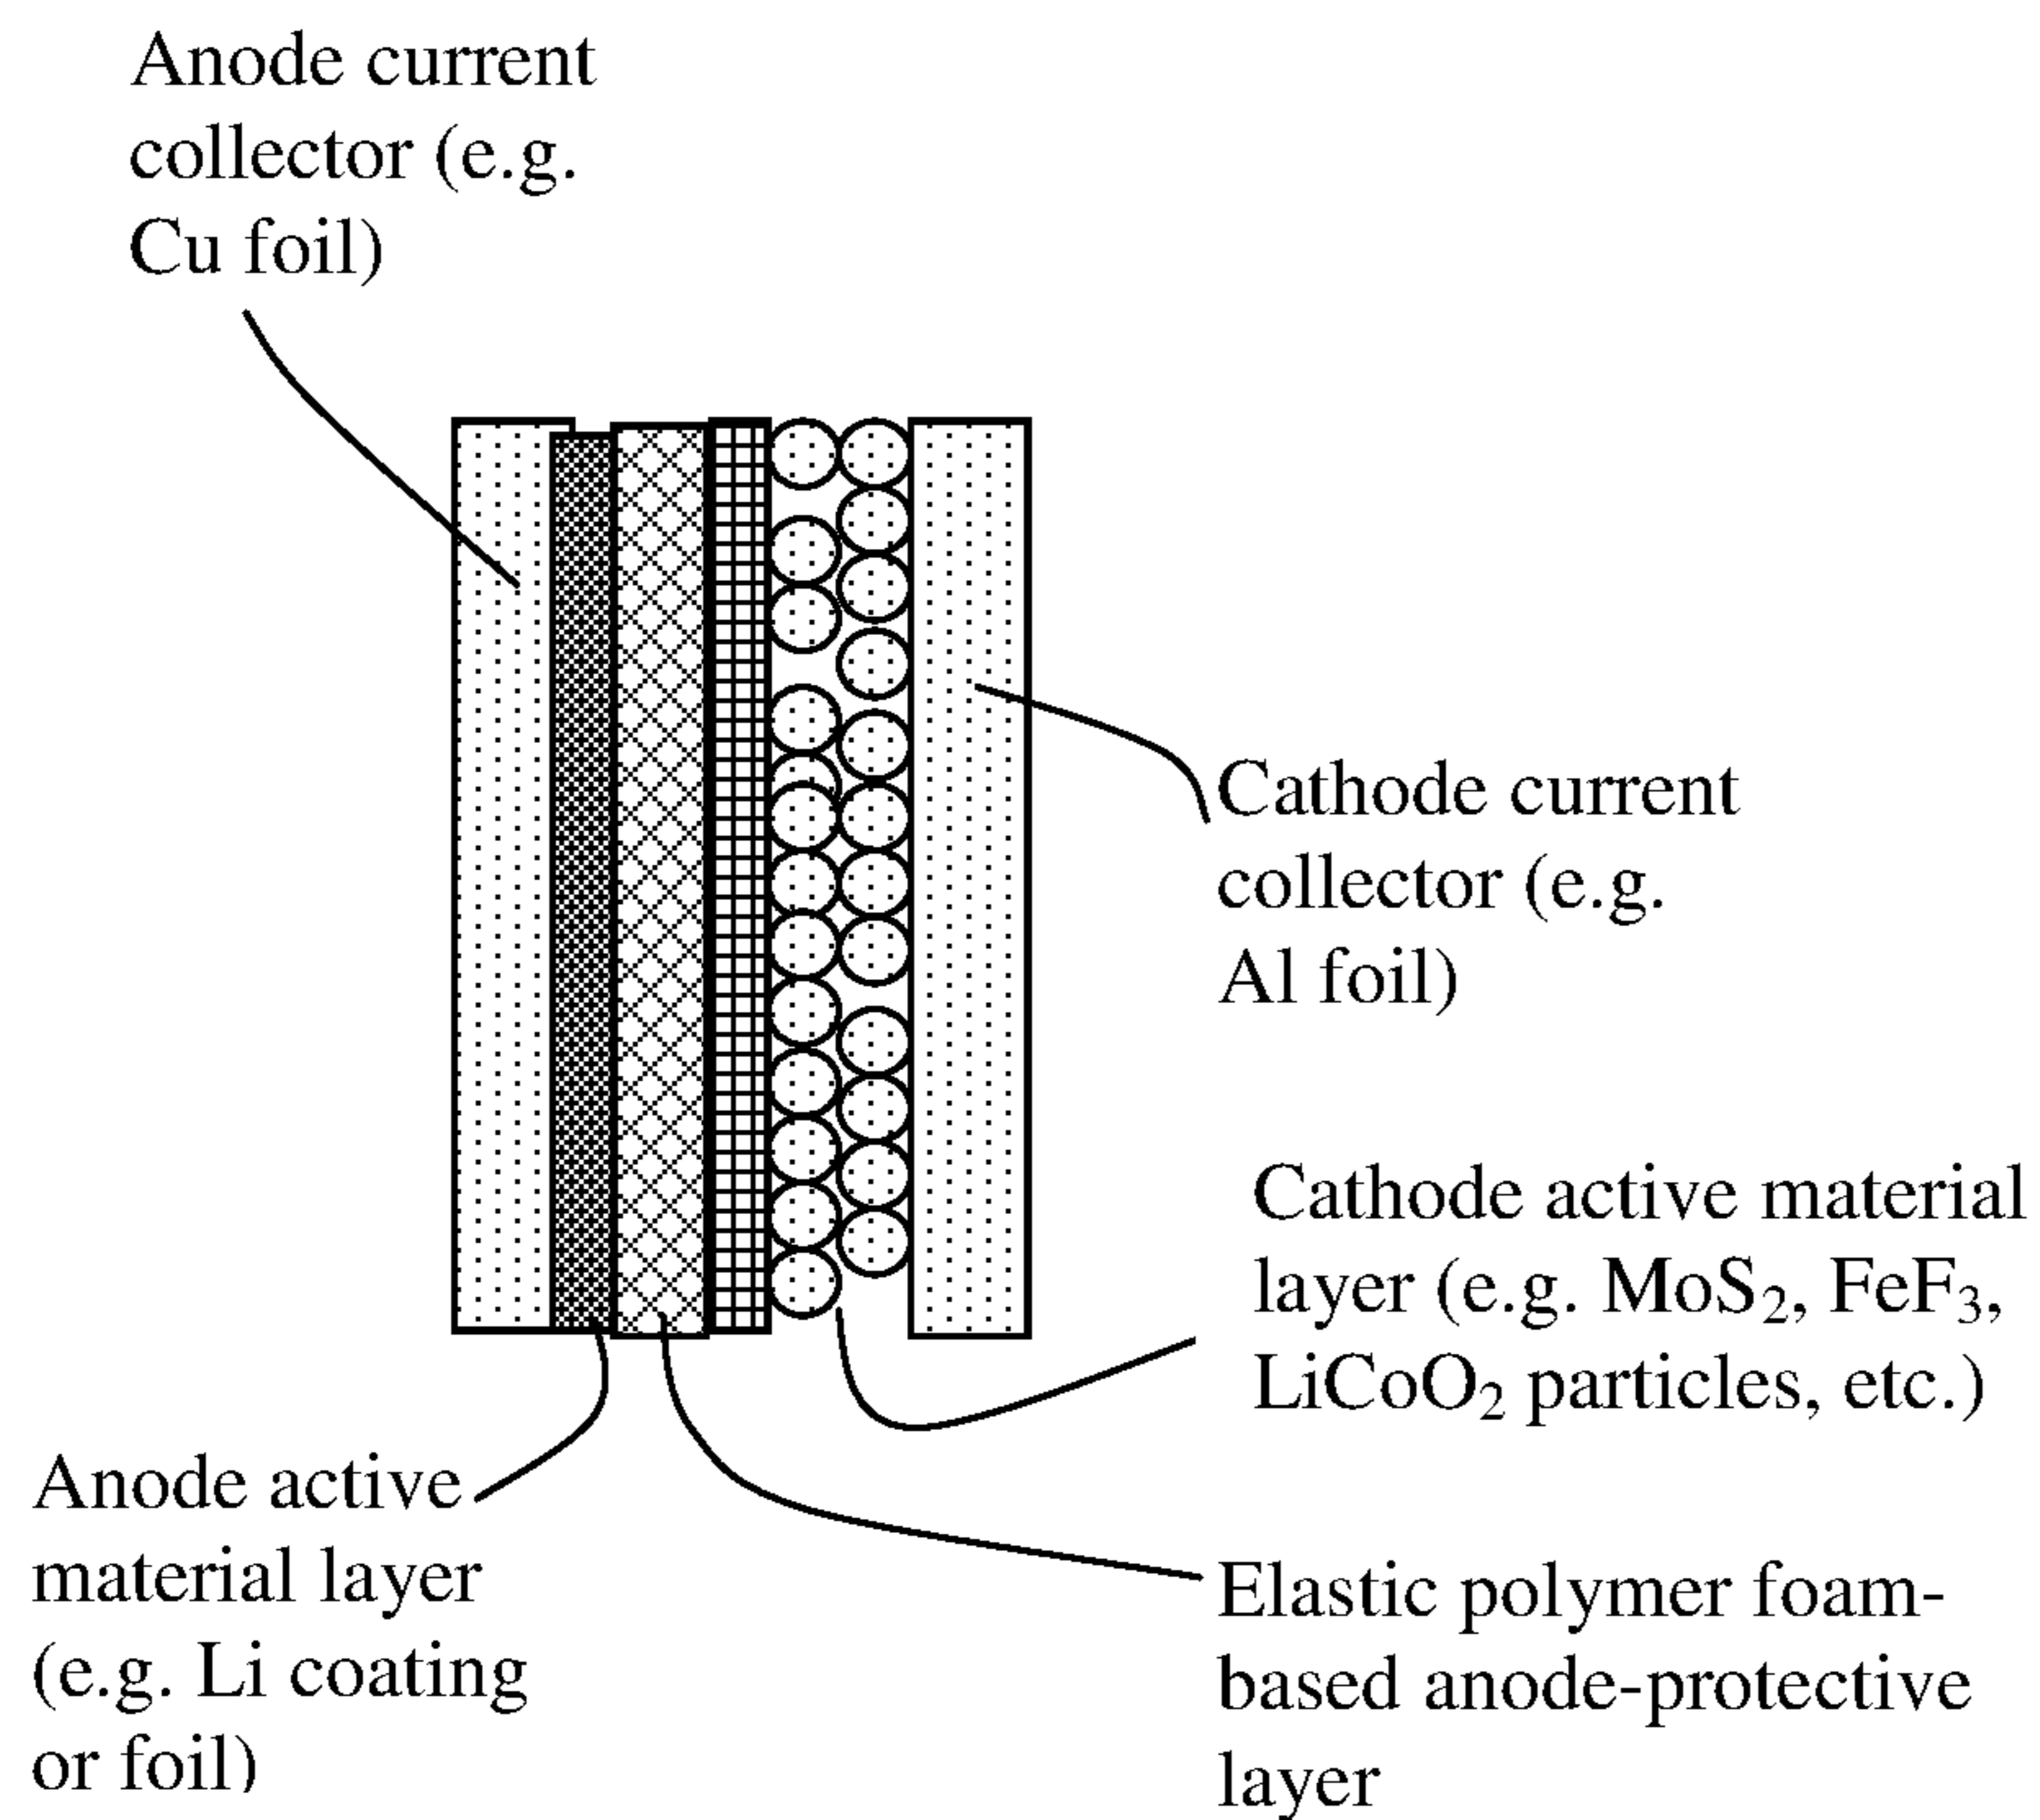 Anode current
collector (e.g.
Cu foil)
Cathode current
collector (e.g.
Al foil)
Cathode active material
layer (e.g. MoS₂, FeF₃,
LiCoO₂ particles, etc.)
Anode active
material layer
(e.g. Li coating
or foil)
Elastic polymer foam-
based anode-protective
layer